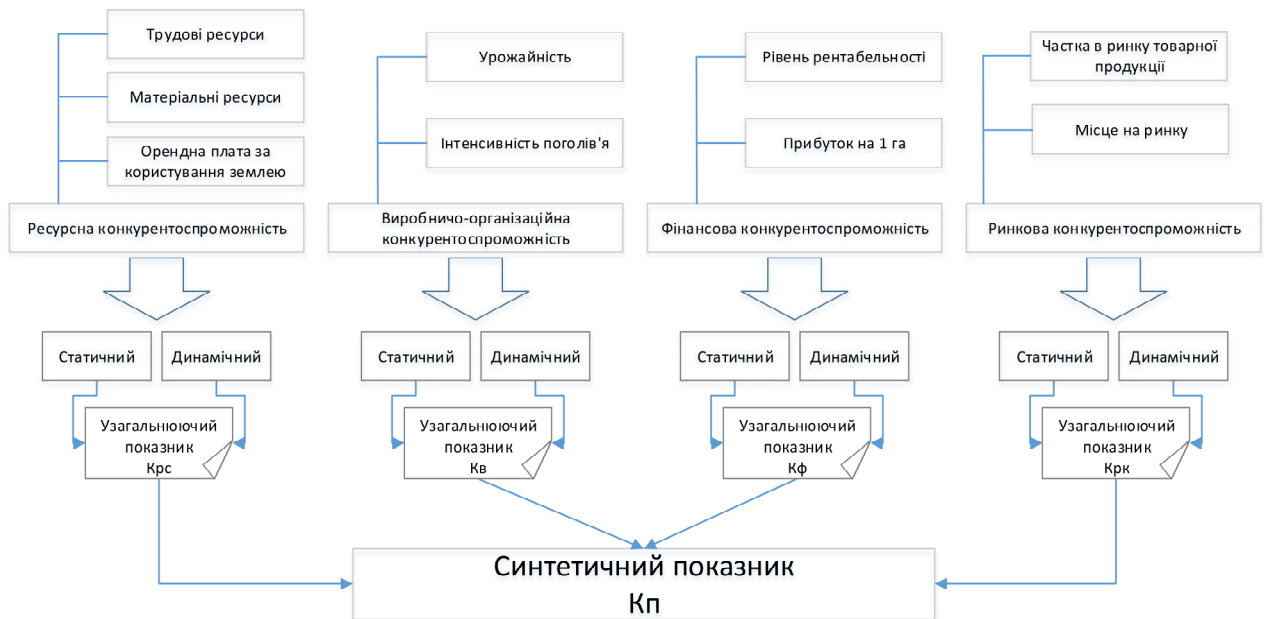 Трудові ресурси
Матеріальні ресурси
Орендна плата за
користування землею
Ресурсна конкурентоспроможність
Урожайність
Інтенсивність поголів'я
Виробничо-організаційна
конкурентоспроможність
Рівень рентабельності
Прибуток на 1 га
Фінансова конкурентоспроможність
Частка в ринку товарної
продукції
Місце на ринку
Ринкова конкурентоспроможність
Статичний
Динамічний
Статичний
Динамічний
Статичний
Динамічний
Статичний
Динамічний
Узагальнюючий
показник
Крс
Узагальнюючий
показник
Кв
Узагальнюючий
показник
Кф
Узагальнюючий
показник
Крк
Синтетичний показник
Кп